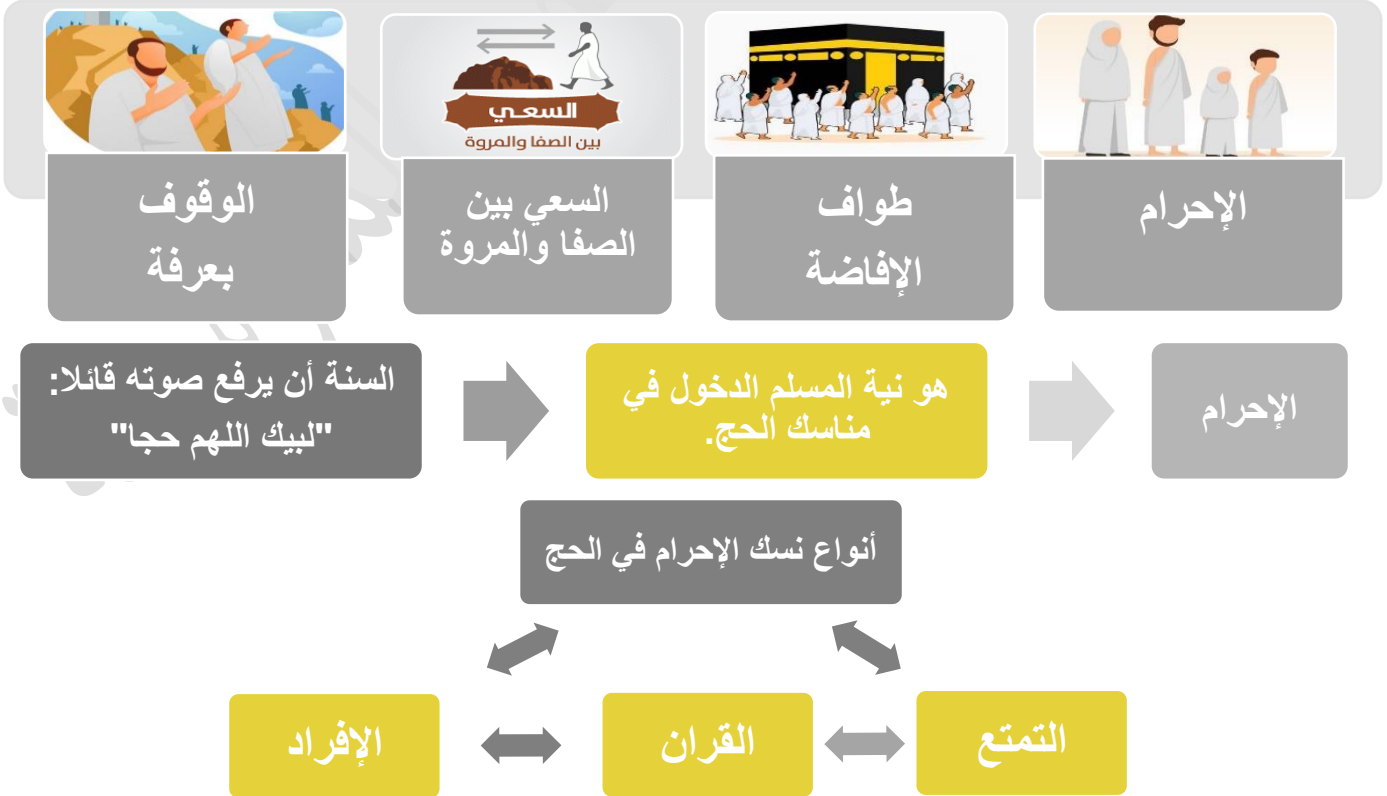 السعي
بين الصفا والمروة
الإحرام
طواف
الإفاضة
السعي بين
الصفا والمروة
الوقوف
بعرفة
الإحرام
هو نية المسلم الدخول في
مناسك الحج.
السنة أن يرفع صوته قائلا:
"لبيك اللهم حجا"
أنواع نسك الإحرام في الحج
التمتع
القران
الإفراد